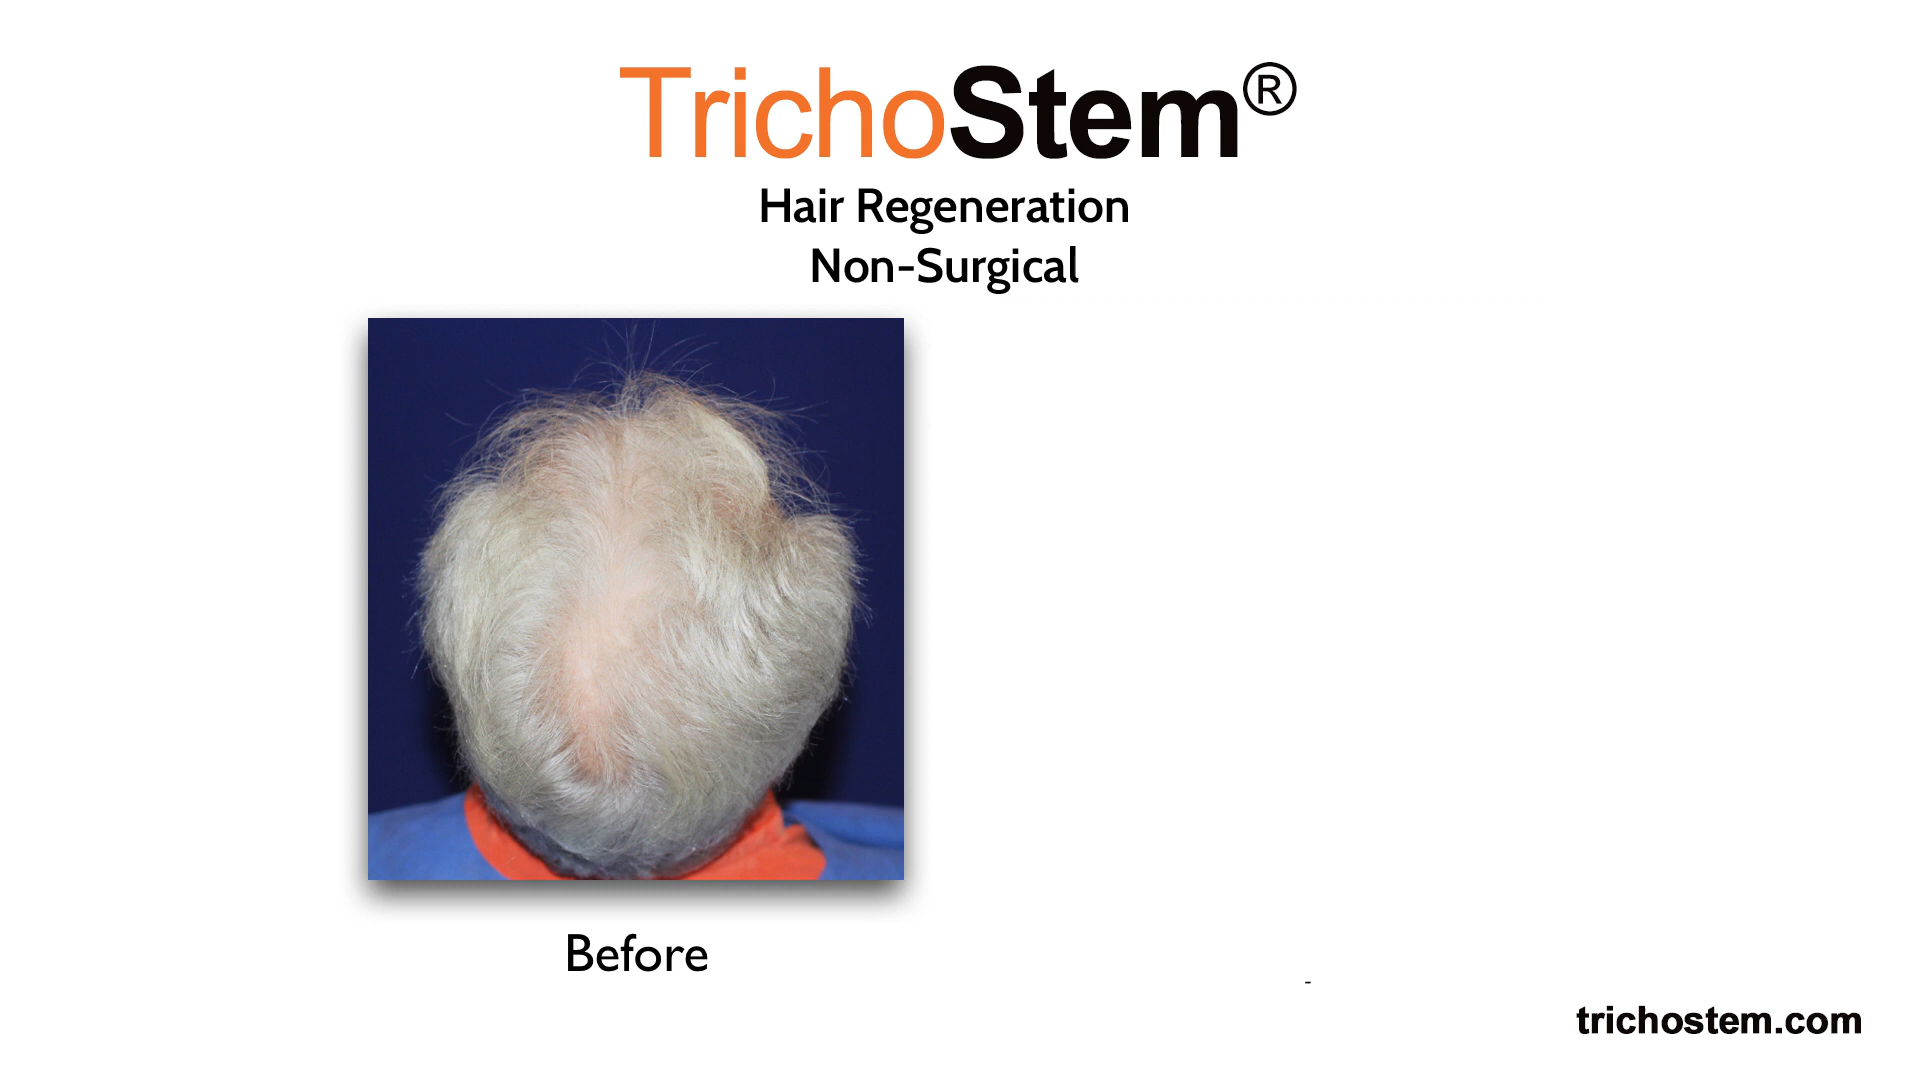 TrichoStem®
Hair Regeneration
Non-Surgical
Before
-
trichostem.com